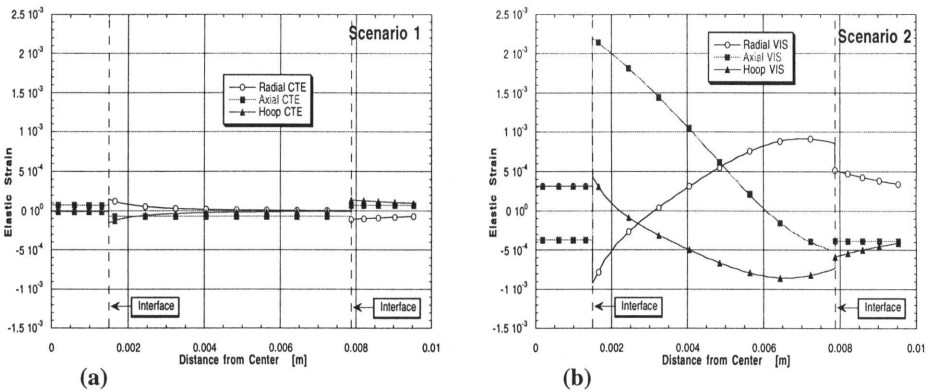 2.5 10⁻³
2 10⁻³
1.5 10⁻³
1 10⁻³
5 10⁻⁴
0 10⁰
-5 10⁻⁴
-1 10⁻³
-1.5 10⁻³
Elastic Strain
Scenario 1
Radial CTE
Axial CTE
Hoop CTE
Interface
Interface
0
0.002
0.004
0.006
0.008
0.01
Distance from Center [m]
(a)
2.5 10⁻³
2 10⁻³
1.5 10⁻³
1 10⁻³
5 10⁻⁴
0 10⁰
-5 10⁻⁴
-1 10⁻³
-1.5 10⁻³
Elastic Strain
Scenario 2
Radial VIS
Axial VIS
Hoop VIS
Interface
Interface
0
0.002
0.004
0.006
0.008
0.01
Distance from Center [m]
(b)